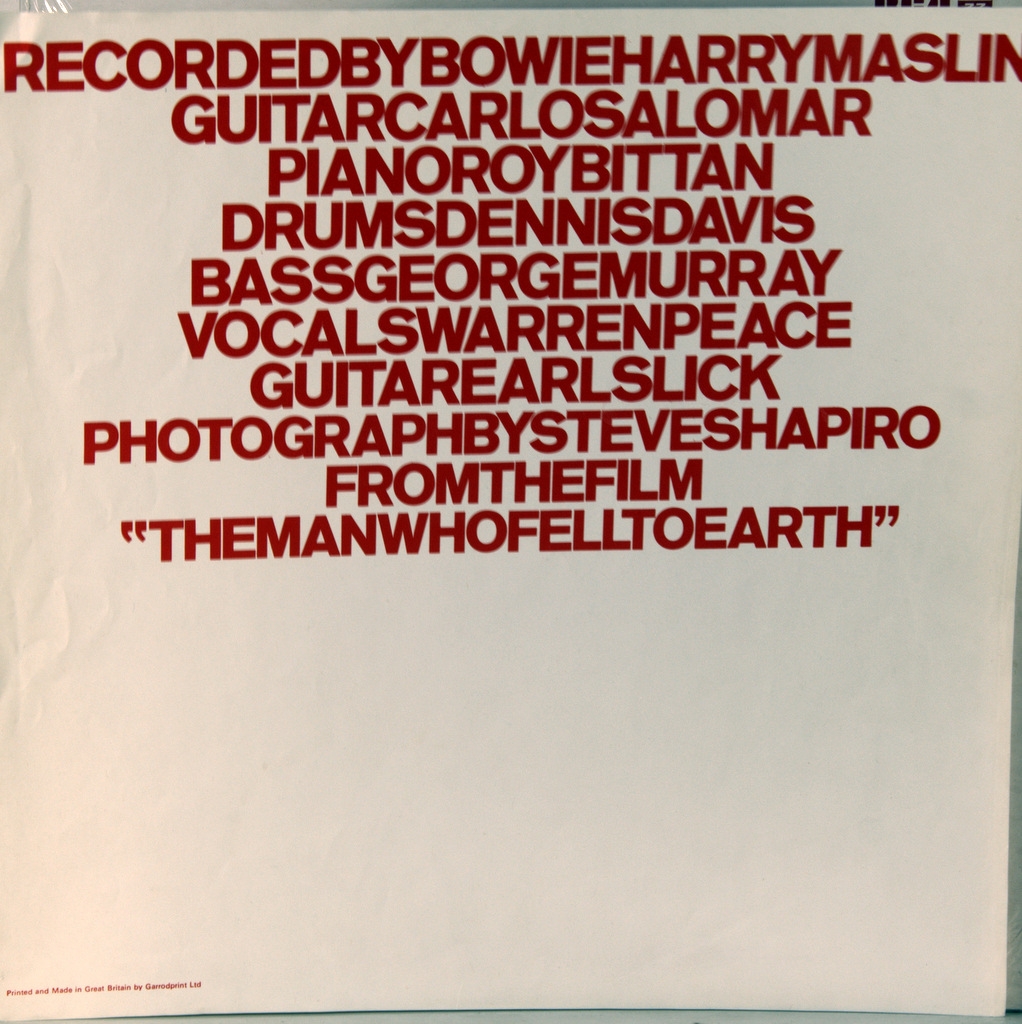 RECORDEDBYBOWIEHARRYMASLIN
GUITARCARLOSALOMAR
PIANOROYBITTAN
DRUMSDENNISDAVIS
BASSGEORGEMURRAY
VOCALSWARRENPEACE
GUITAREARLSLICK
PHOTOGRAPHBYSTEVESHAPIRO
FROMTHEFILM
“THEMANWHOFELLTOEARTH”
Printed and Made in Great Britain by Garrodprint Ltd